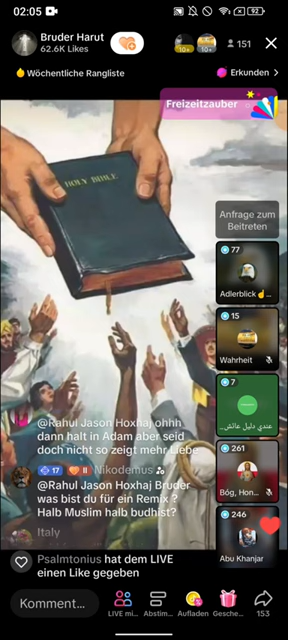 02:05
92
Bruder Harut
62.6K Likes
10+
10+
151
Wöchentliche Rangliste
Erkunden >
Freizeitzauber
HOLY BIBLE
Anfrage zum
Beitreten
77
Adlerblick
15
Wahrheit
7
عندي دليل عائش...
261
Bóg, Hon...
246
Abu Khanjar
@Rahul Jason Hoxhaj ohhh
dann halt in Adam aber seid
doch nicht so zeigt mehr Liebe
17
II
Nikodemus
@Rahul Jason Hoxhaj Bruder
was bist du für ein Remix ?
Halb Muslim halb budhist?
Italy
Psalmtonius hat dem LIVE
einen Like gegeben
Komment...
LIVE mi...
Abstim...
Aufladen
Gesche...
153